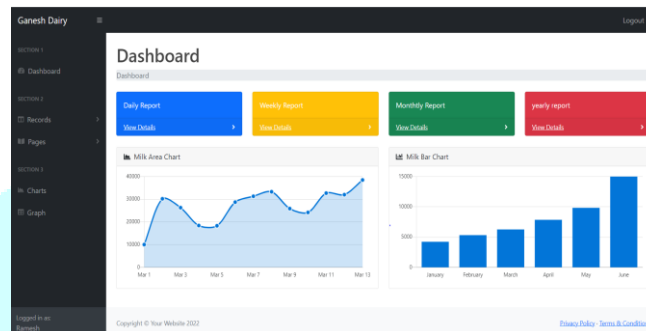 Ganesh Dairy
Logout
SECTION 1
Dashboard
SECTION 2
Records
Pages
SECTION 3
Charts
Graph
Logged in as:
Ramesh
Dashboard
Dashboard
Daily Report
View Details
Weekly Report
View Details
Monthtly Report
View Details
yearly report
View Details
Milk Area Chart
40000
30000
20000
10000
0
Mar 1 Mar 3 Mar 5 Mar 7 Mar 9 Mar 11 Mar 13
Milk Bar Chart
15000
10000
5000
0
January February March April May June
Copyright © Your Website 2022
Privacy Policy · Terms & Condition